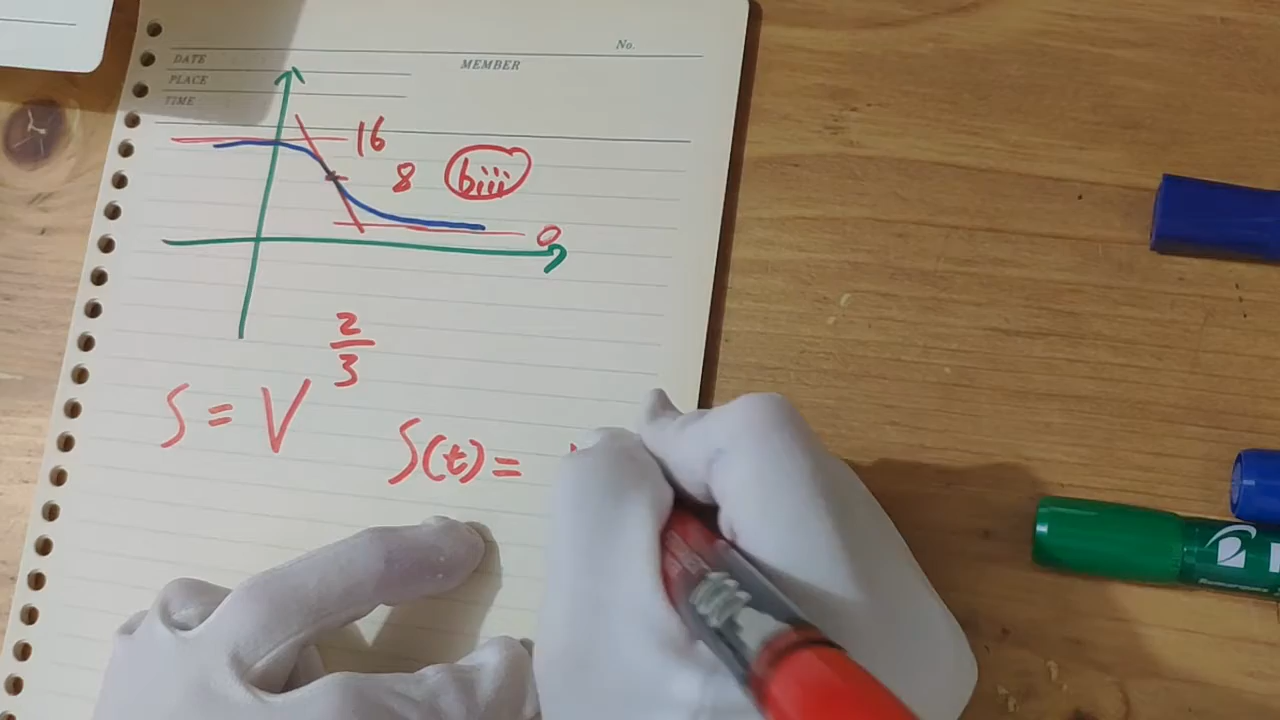 No.
DATE
MEMBER
PLACE
TIME
16
8 biii
0
S = V^{2/3}
S(t) =